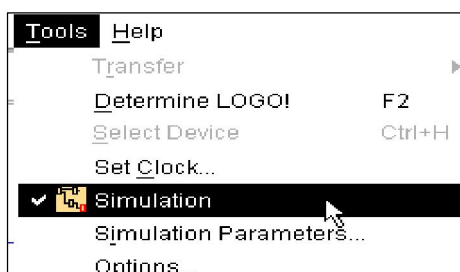 Tools Help
Transfer
Determine LOGO! F2
Select Device Ctrl+H
Set Clock...
Simulation
Simulation Parameters...
Options...